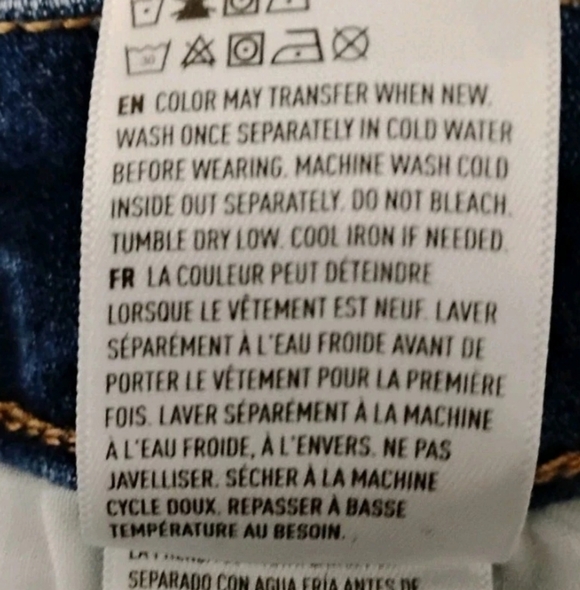 30
EN COLOR MAY TRANSFER WHEN NEW.
WASH ONCE SEPARATELY IN COLD WATER
BEFORE WEARING. MACHINE WASH COLD
INSIDE OUT SEPARATELY. DO NOT BLEACH.
TUMBLE DRY LOW. COOL IRON IF NEEDED.
FR LA COULEUR PEUT DÉTEINDRE
LORSQUE LE VÊTEMENT EST NEUF. LAVER
SÉPARÉMENT À L'EAU FROIDE AVANT DE
PORTER LE VÊTEMENT POUR LA PREMIÈRE
FOIS. LAVER SÉPARÉMENT À LA MACHINE
À L'EAU FROIDE, À L'ENVERS. NE PAS
JAVELLISER. SÉCHER À LA MACHINE
CYCLE DOUX. REPASSER À BASSE
TEMPÉRATURE AU BESOIN.
SEPARADO CON AGUA FRÍA ANTES DE